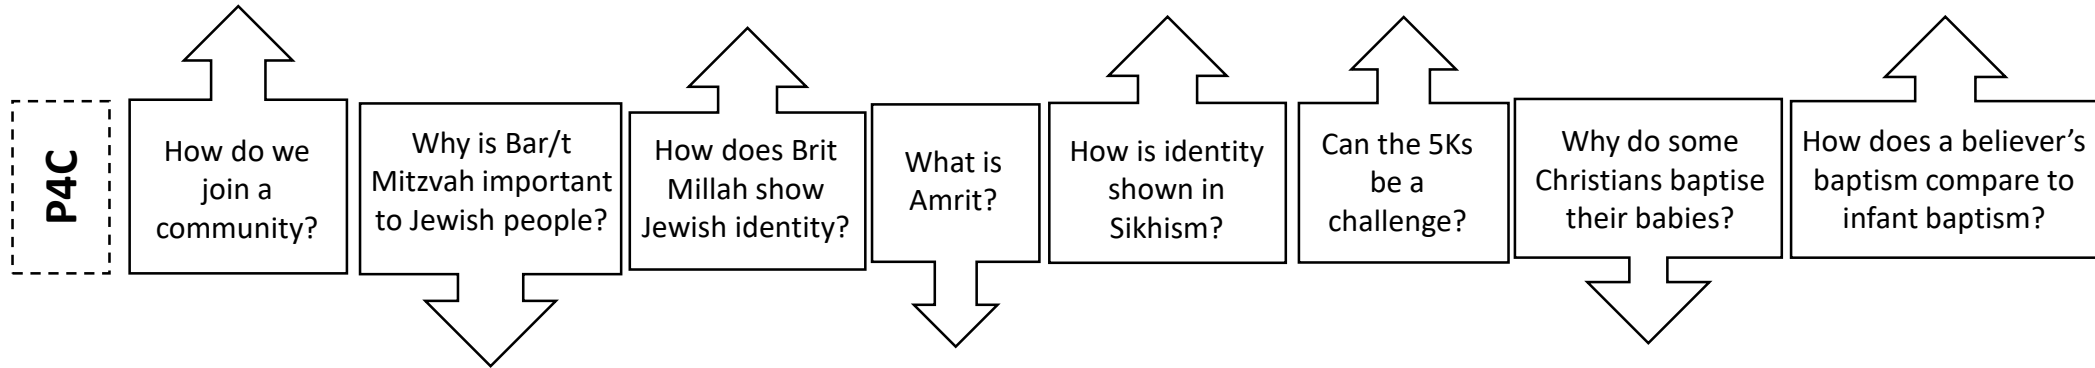 P4C
How do we
join a
community?
Why is Bar/t
Mitzvah important
to Jewish people?
How does Brit
Millah show
Jewish identity?
What is
Amrit?
How is identity
shown in
Sikhism?
Can the 5Ks
be a
challenge?
Why do some
Christians baptise
their babies?
How does a believer's
baptism compare to
infant baptism?